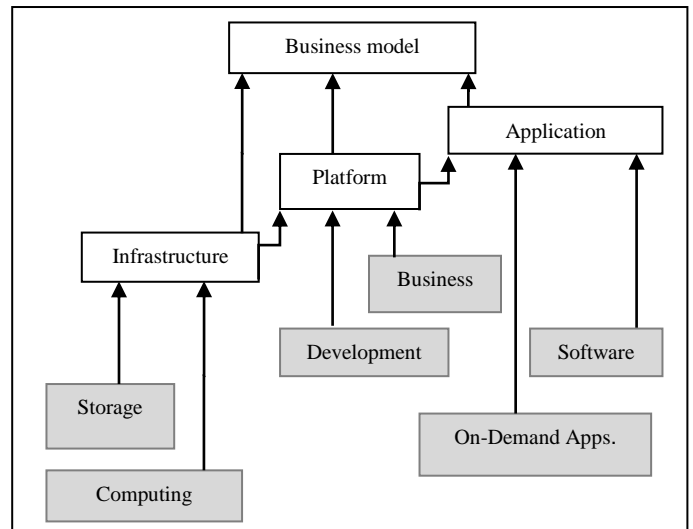 Business model
Application
Platform
Infrastructure
Business
Development
Software
Storage
On-Demand Apps.
Computing